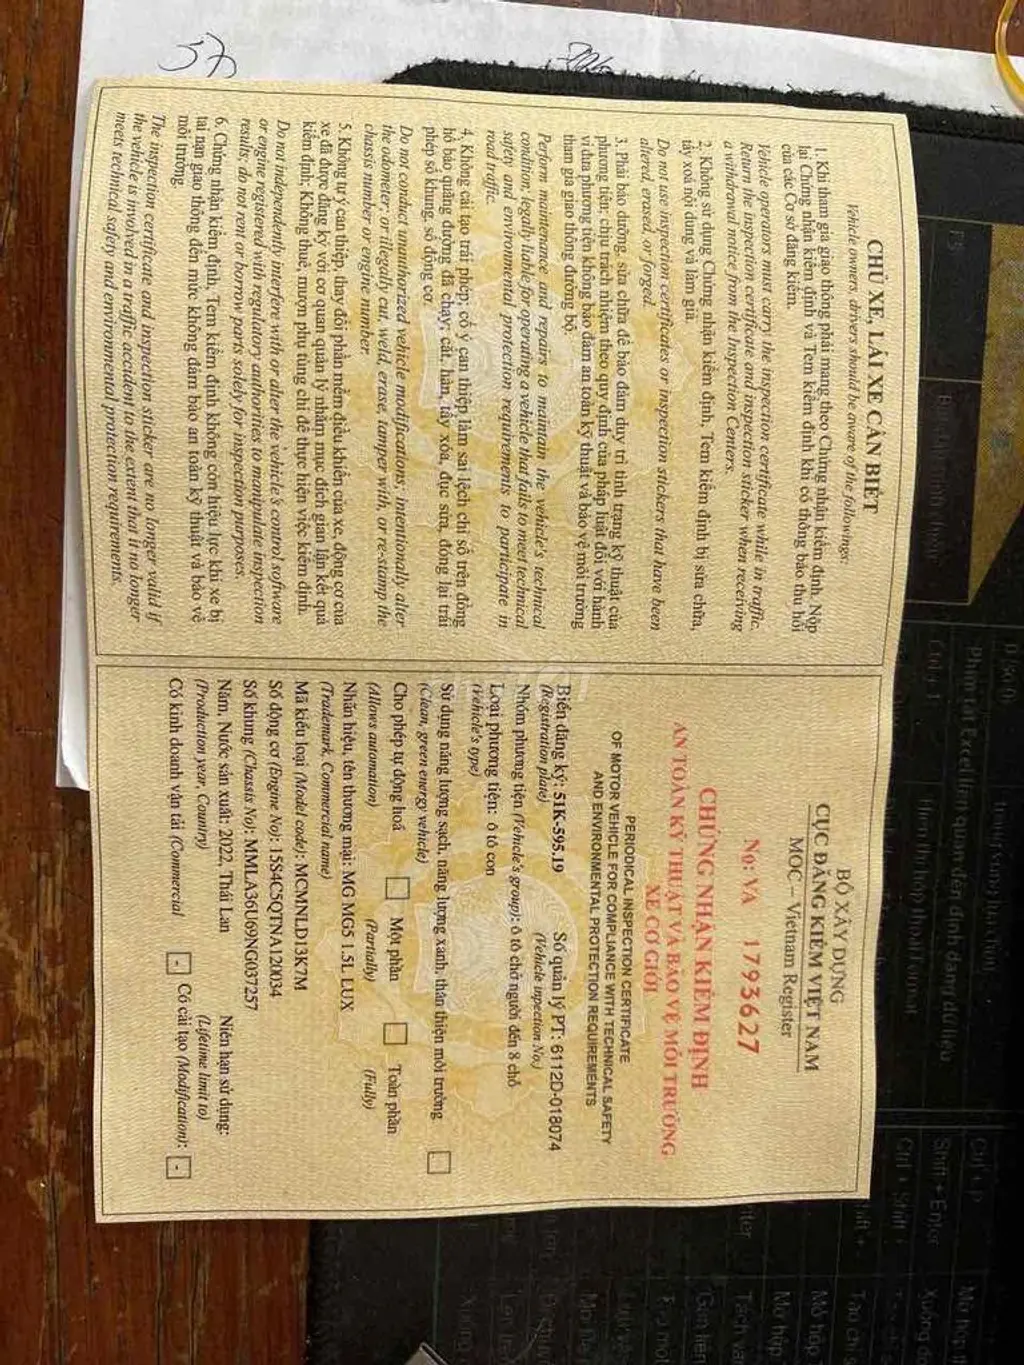 CHỦ XE, LÁI XE CẦN BIẾT
Vehicle owners, drivers should be aware of the followings:
1. Khi tham gia giao thông phải mang theo Chứng nhận kiểm định. Nộp
lại Chứng nhận kiểm định và Tem kiểm định khi có thông báo thu hồi
của các Cơ sở đăng kiểm.
Vehicle operators must carry the inspection certificate while in traffic.
Return the inspection certificate and inspection sticker when receiving
a withdrawal notice from the Inspection Centers.
2. Không sử dụng Chứng nhận kiểm định, Tem kiểm định bị sửa chữa,
tẩy xoá nội dung và làm giả.
Do not use inspection certificates or inspection stickers that have been
altered, erased, or forged.
3. Phải bảo dưỡng, sửa chữa để bảo đảm duy trì tình trạng kỹ thuật của
phương tiện, chịu trách nhiệm theo quy định của pháp luật đối với hành
vi đưa phương tiện không bảo đảm an toàn kỹ thuật và bảo vệ môi trường
tham gia giao thông đường bộ.
Perform maintenance and repairs to maintain the vehicle's technical
condition; legally liable for operating a vehicle that fails to meet technical
safety and environmental protection requirements to participate in
road traffic.
4. Không cải tạo trái phép; cố ý can thiệp làm sai lệch chỉ số trên đồng
hồ báo quãng đường đã chạy; cắt, hàn, tẩy xóa, đục sửa, đóng lại trái
phép số khung, số động cơ.
Do not conduct unauthorized vehicle modifications; intentionally alter
the odometer; or illegally cut, weld, erase, tamper with, or re-stamp the
chassis number or engine number.
5. Không tự ý can thiệp, thay đổi phần mềm điều khiển của xe, động cơ của
xe đã được đăng ký với cơ quan quản lý nhằm mục đích gian lận kết quả
kiểm định; Không thuê, mượn phụ tùng chỉ để thực hiện việc kiểm định.
Do not independently interfere with or alter the vehicle's control software
or engine registered with regulatory authorities to manipulate inspection
results; do not rent or borrow parts solely for inspection purposes.
6. Chứng nhận kiểm định, Tem kiểm định không còn hiệu lực khi xe bị
tai nạn giao thông đến mức không đảm bảo an toàn kỹ thuật và bảo vệ
môi trường.
The inspection certificate and inspection sticker are no longer valid if
the vehicle is involved in a traffic accident to the extent that it no longer
meets technical safety and environmental protection requirements.
BỘ XÂY DỰNG
CỤC ĐĂNG KIỂM VIỆT NAM
MOC – Vietnam Register
No: VA 1793627
CHỨNG NHẬN KIỂM ĐỊNH
AN TOÀN KỸ THUẬT VÀ BẢO VỆ MÔI TRƯỜNG
XE CƠ GIỚI
PERIODICAL INSPECTION CERTIFICATE
OF MOTOR VEHICLE FOR COMPLIANCE WITH TECHNICAL SAFETY
AND ENVIRONMENTAL PROTECTION REQUIREMENTS
Biển đăng ký: 51K-595.19 Số quản lý PT: 6112D-018074
(Registration plate) (Vehicle inpection No.)
Nhóm phương tiện (Vehicle's group): ô tô chở người đến 8 chỗ
Loại phương tiện: ô tô con
(Vehicle's type)
Sử dụng năng lượng sạch, năng lượng xanh, thân thiện môi trường
(Clean, green energy vehicle)
Cho phép tự động hoá Một phần Toàn phần
(Allows automation) (Partially) (Fully)
Nhãn hiệu, tên thương mại: MG MG5 1.5L LUX
(Trademark, Commercial name)
Mã kiểu loại (Model code): MCMNLD13K7M
Số động cơ (Engine No): 15S4C5QTNA120034
Số khung (Chassis No): MMLA36U69NG037257
Năm, Nước sản xuất: 2022, Thái Lan Niên hạn sử dụng:
(Production year, Country) (Lifetime limit to)
Có kinh doanh vận tải (Commercial - Có cải tạo (Modification): -